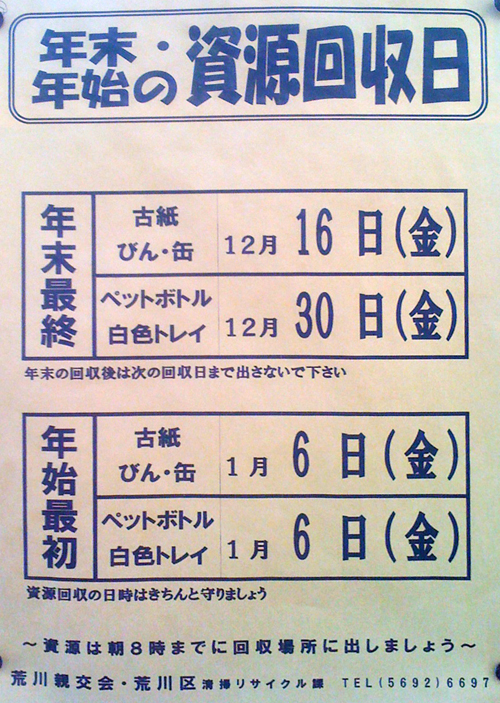 年末・
年始の資源回収日
年末最終
古紙
びん・缶
12月 16 日(金)
ペットボトル
白色トレイ
12月 30 日(金)
年末の回収後は次の回収日まで出さないで下さい
年始最初
古紙
びん・缶
1月 6 日(金)
ペットボトル
白色トレイ
1月 6 日(金)
資源回収の日時はきちんと守りましょう
～資源は朝8時までに回収場所に出しましょう～
荒川親交会・荒川区 清掃リサイクル課 TEL(5692)6697